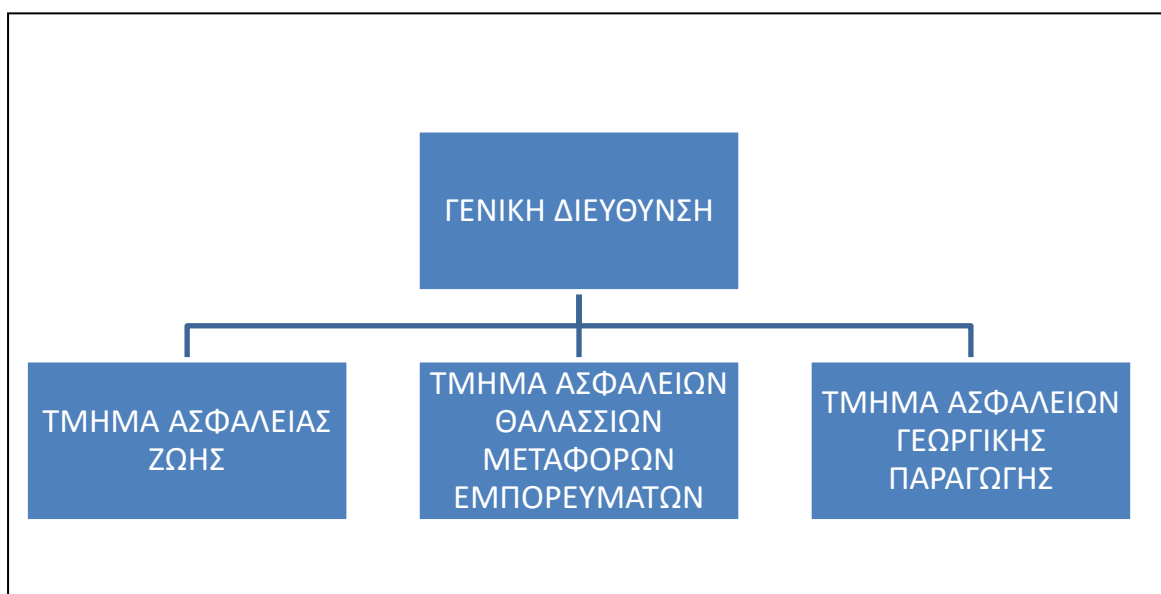 ΓΕΝΙΚΗ ΔΙΕΥΘΥΝΣΗ
ΤΜΗΜΑ ΑΣΦΑΛΕΙΑΣ
ΖΩΗΣ
ΤΜΗΜΑ ΑΣΦΑΛΕΙΩΝ
ΘΑΛΑΣΣΙΩΝ
ΜΕΤΑΦΟΡΩΝ
ΕΜΠΟΡΕΥΜΑΤΩΝ
ΤΜΗΜΑ ΑΣΦΑΛΕΙΩΝ
ΓΕΩΡΓΙΚΗΣ
ΠΑΡΑΓΩΓΗΣ